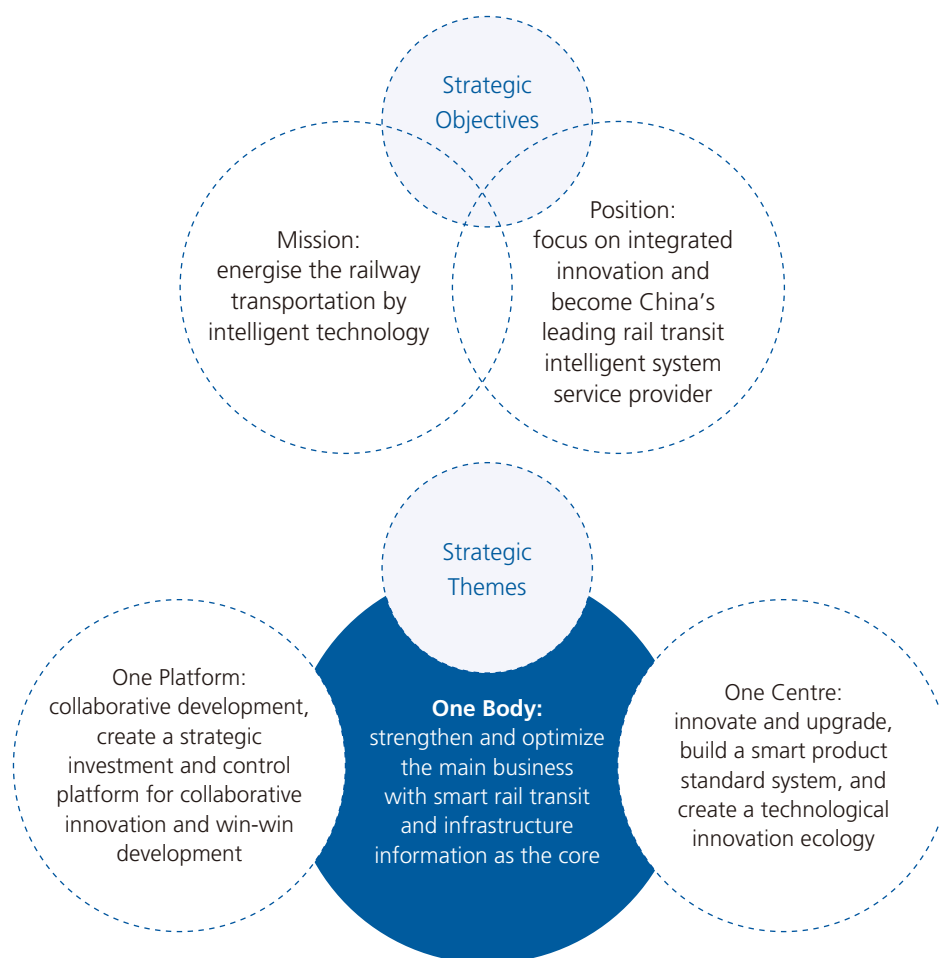 Strategic
Objectives
Mission:
energise the railway
transportation by
intelligent technology
Position:
focus on integrated
innovation and
become China's
leading rail transit
intelligent system
service provider
Strategic
Themes
One Platform:
collaborative development,
create a strategic
investment and control
platform for collaborative
innovation and win-win
development
One Body:
strengthen and optimize
the main business
with smart rail transit
and infrastructure
information as the core
One Centre:
innovate and upgrade,
build a smart product
standard system, and
create a technological
innovation ecology